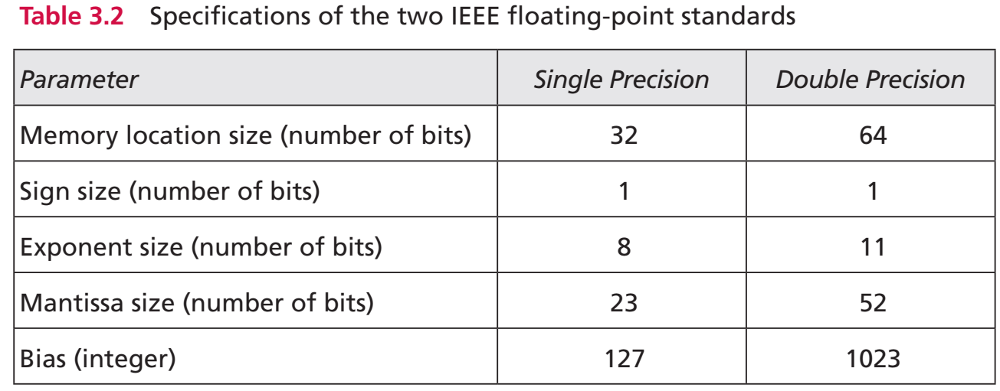 Table 3.2 Specifications of the two IEEE floating-point standards
Parameter Single Precision Double Precision
Memory location size (number of bits) 32 64
Sign size (number of bits) 1 1
Exponent size (number of bits) 8 11
Mantissa size (number of bits) 23 52
Bias (integer) 127 1023